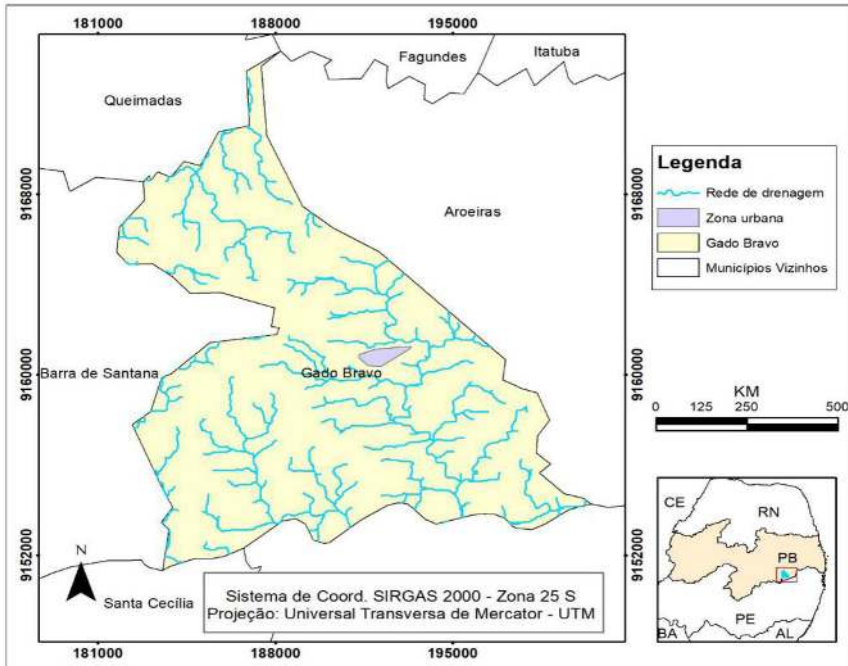 181000 188000 195000
Fagundes
Itatuba
Queimadas
Legenda
Rede de drenagem
Zona urbana
Gado Bravo
Municípios Vizinhos
9168000
9168000
Aroeiras
Barra de Santana
Gado Bravo
9160000
9160000
KM
0 125 250 500
CE
RN
PB
PE
BA
AL
9152000
9152000
N
Santa Cecília
Sistema de Coord. SIRGAS 2000 - Zona 25 S
Projeção: Universal Transversa de Mercator - UTM
181000 188000 195000